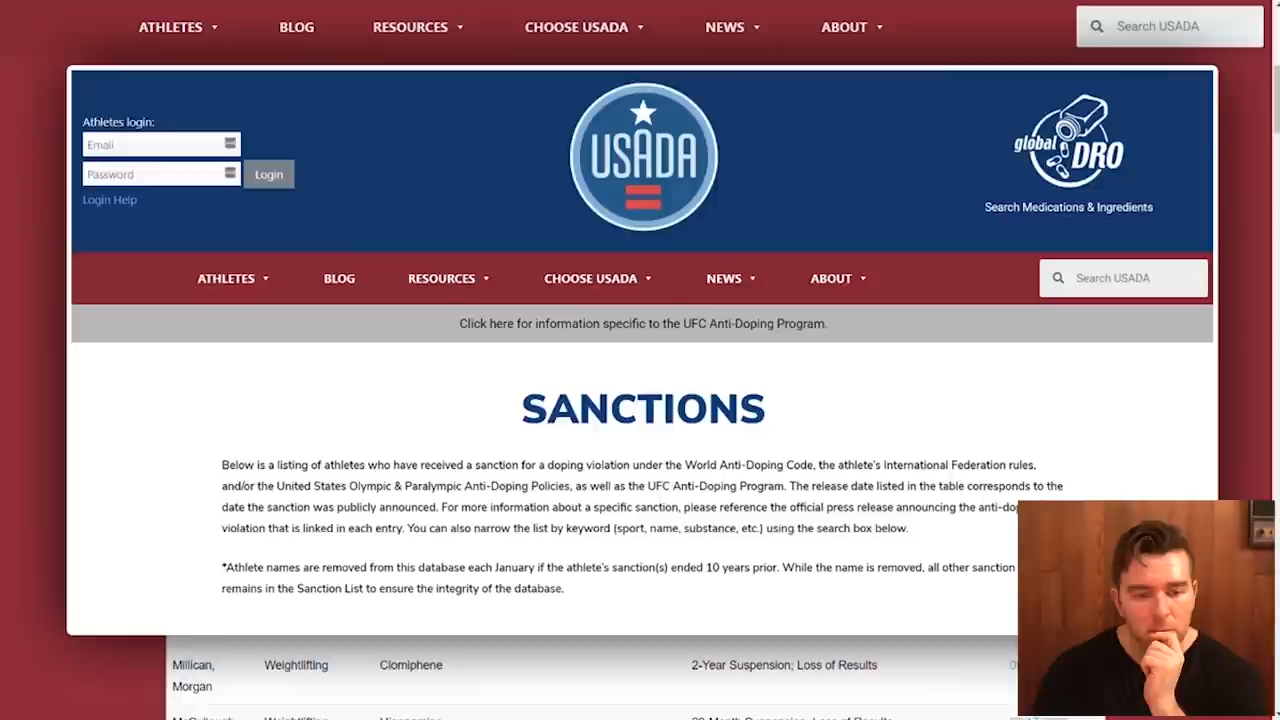 ATHLETES BLOG RESOURCES CHOOSE USADA NEWS ABOUT Search USADA
Athletes login:
Email
Password Login
Login Help
USADA
global DRO
Search Medications & Ingredients
ATHLETES BLOG RESOURCES CHOOSE USADA NEWS ABOUT Search USADA
Click here for information specific to the UFC Anti-Doping Program.
SANCTIONS
Below is a listing of athletes who have received a sanction for a doping violation under the World Anti-Doping Code, the athlete's International Federation rules,
and/or the United States Olympic & Paralympic Anti-Doping Policies, as well as the UFC Anti-Doping Program. The release date listed in the table corresponds to the
date the sanction was publicly announced. For more information about a specific sanction, please reference the official press release announcing the
violation that is linked in each entry. You can also narrow the list by keyword (sport, name, substance, etc.) using the search box below.
*Athlete names are removed from this database each January if the athlete's sanction(s) ended 10 years prior. While the name is removed, all other sanction
remains in the Sanction List to ensure the integrity of the database.
Millican, Weightlifting Clomiphene 2-Year Suspension; Loss of Results
Morgan